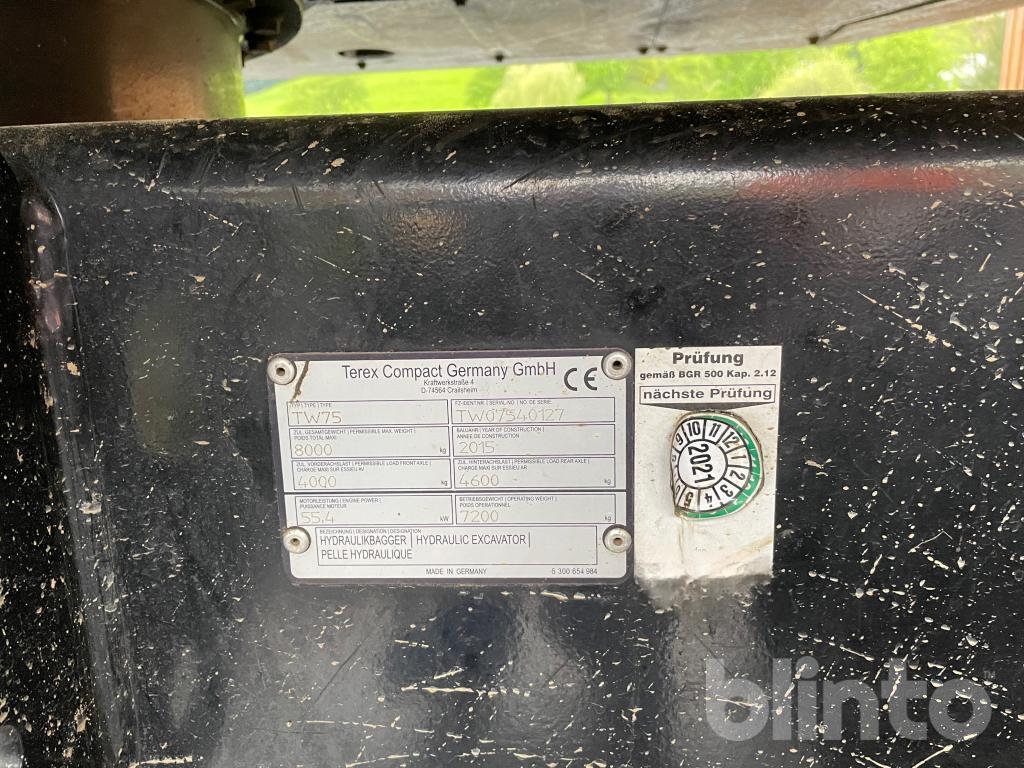 Terex Compact Germany GmbH
Kraftwerkstraße 4
D-74564 Crailsheim
CE
TYP | TYPE | TYPE
TW75
FZ-IDENTNR. | SERIAL NO. | NO. DE SERIE
TW07540127
ZUL. GESAMTGEWICHT | PERMISSIBLE MAX. WEIGHT |
POIDS TOTAL MAXI
8000 kg
BAUJAHR | YEAR OF CONSTRUCTION |
ANNEE DE CONSTRUCTION
2015
ZUL. VORDERACHSLAST | PERMISSIBLE LOAD FRONT AXLE |
CHARGE MAXI SUR ESSIEU AV
4000 kg
ZUL. HINTERACHSLAST | PERMISSIBLE LOAD REAR AXLE |
CHARGE MAXI SUR ESSIEU AR
4600 kg
MOTORLEISTUNG | ENGINE POWER |
PUISSANCE MOTEUR
55,4 kW
BETRIEBSGEWICHT | OPERATING WEIGHT |
POIDS OPERATIONNEL
7200 kg
BEZEICHNUNG | DESIGNATION | DESIGNATION
HYDRAULIKBAGGER | HYDRAULIC EXCAVATOR |
PELLE HYDRAULIQUE
MADE IN GERMANY
5 300 654 984
Prüfung
gemäß BGR 500 Kap. 2.12
nächste Prüfung
9 10 11 12
2021
2 3 4 5
blinto